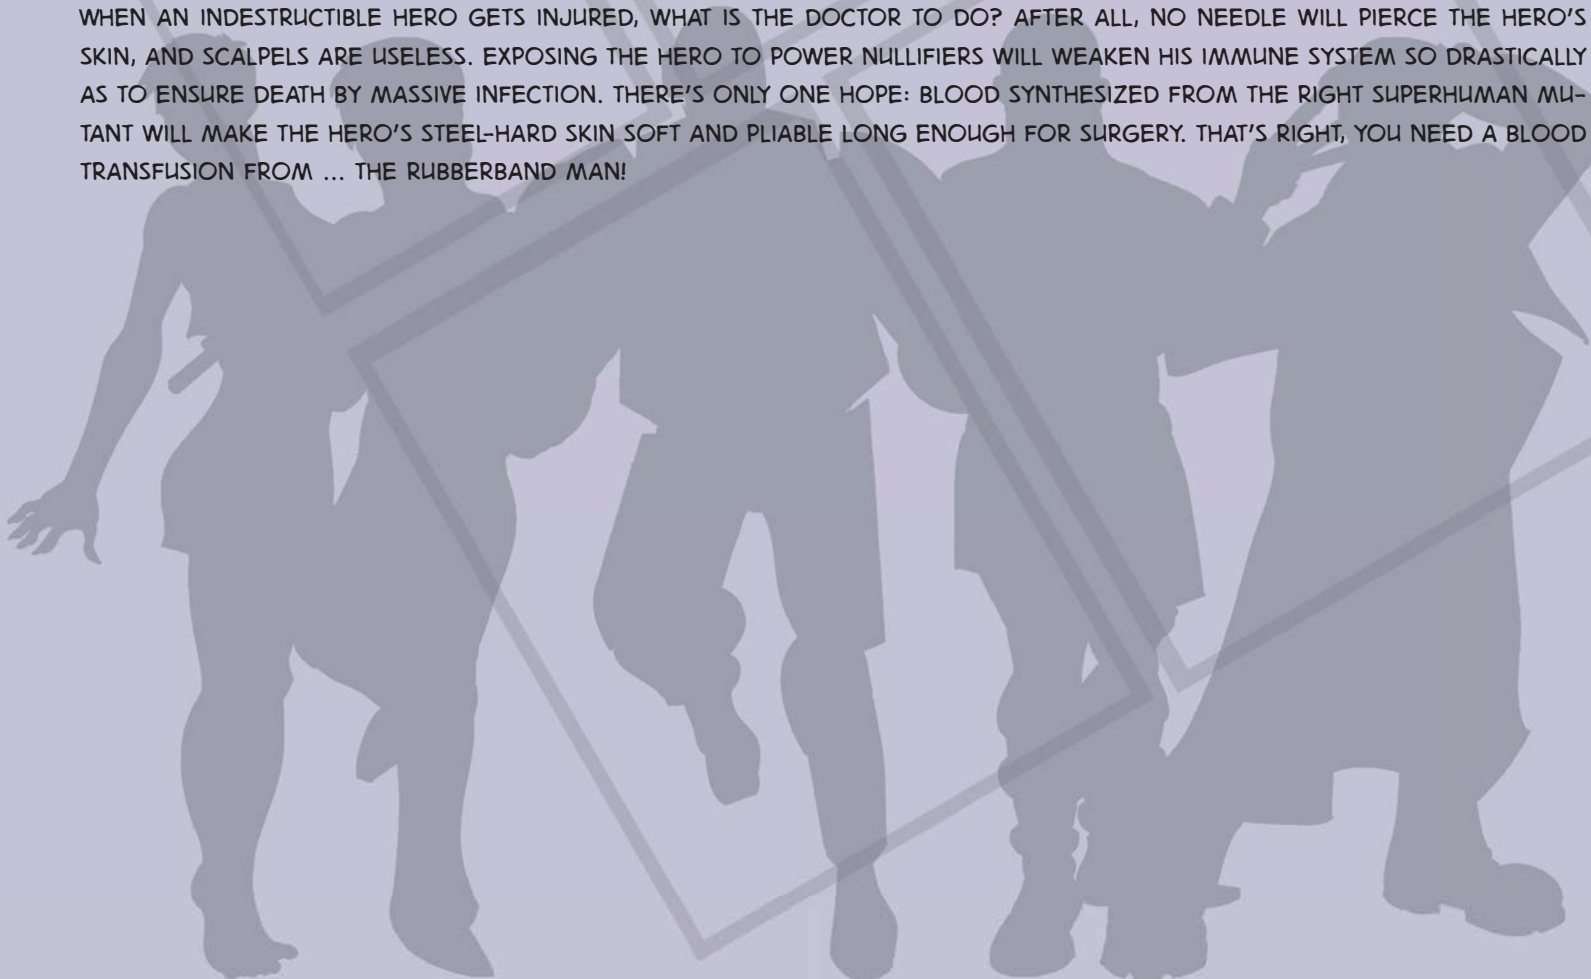 WHEN AN INDESTRUCTIBLE HERO GETS INJURED, WHAT IS THE DOCTOR TO DO? AFTER ALL, NO NEEDLE WILL PIERCE THE HERO'S
SKIN, AND SCALPELS ARE USELESS. EXPOSING THE HERO TO POWER NULLIFIERS WILL WEAKEN HIS IMMUNE SYSTEM SO DRASTICALLY
AS TO ENSURE DEATH BY MASSIVE INFECTION. THERE'S ONLY ONE HOPE: BLOOD SYNTHESIZED FROM THE RIGHT SUPERHUMAN MU-
TANT WILL MAKE THE HERO'S STEEL-HARD SKIN SOFT AND PLIABLE LONG ENOUGH FOR SURGERY. THAT'S RIGHT, YOU NEED A BLOOD
TRANSFUSION FROM ... THE RUBBERBAND MAN!